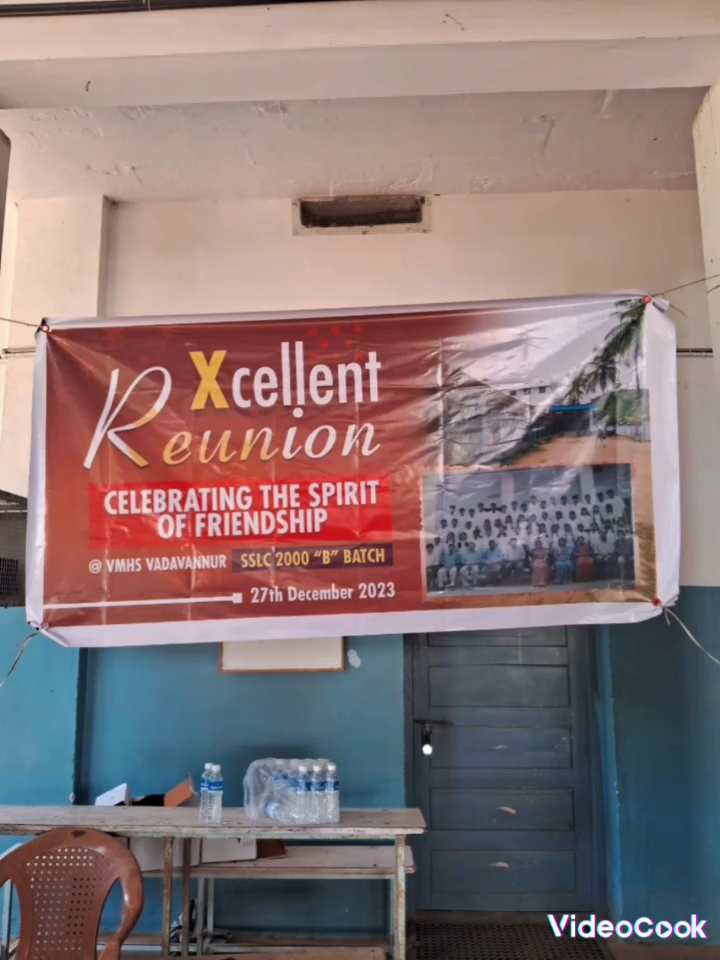 Xcellent
Reunion
CELEBRATING THE SPIRIT
OF FRIENDSHIP
@ VMHS VADAVANNUR SSLC 2000 "B" BATCH
27th December 2023
VideoCook